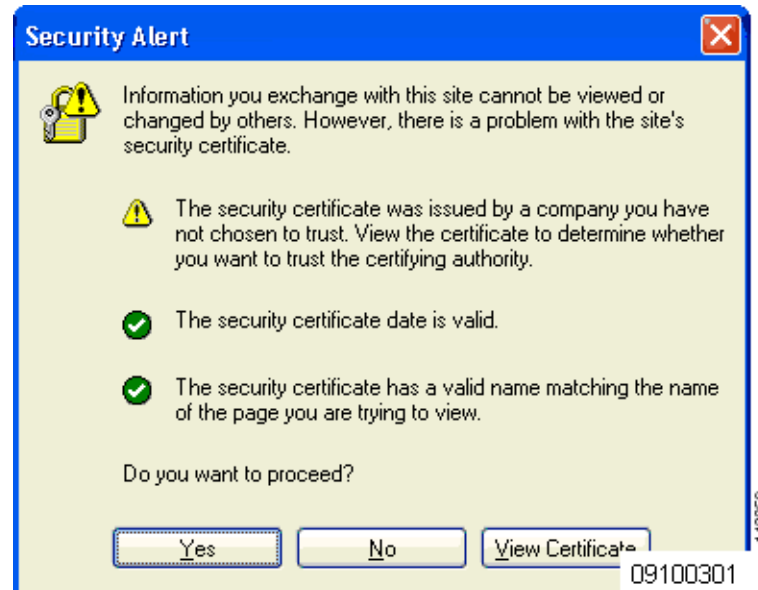 Security Alert
Information you exchange with this site cannot be viewed or
changed by others. However, there is a problem with the site's
security certificate.
The security certificate was issued by a company you have
not chosen to trust. View the certificate to determine whether
you want to trust the certifying authority.
The security certificate date is valid.
The security certificate has a valid name matching the name
of the page you are trying to view.
Do you want to proceed?
Yes
No
View Certificate
09100301